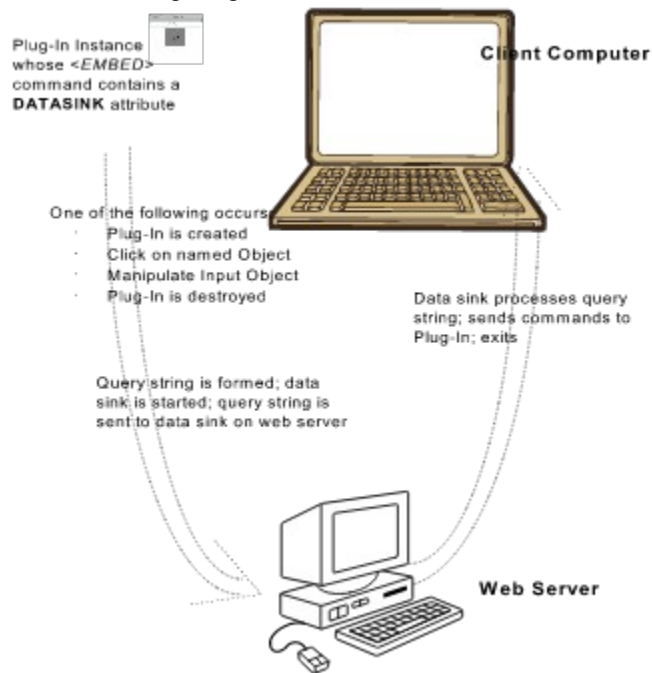 Plug-In Instance
whose <EMBED>
command contains a
DATASINK attribute
Client Computer
One of the following occurs
· Plug-In is created
· Click on named Object
· Manipulate Input Object
· Plug-In is destroyed
Data sink processes query
string; sends commands to
Plug-In; exits
Query string is formed; data
sink is started; query string is
sent to data sink on web server
Web Server